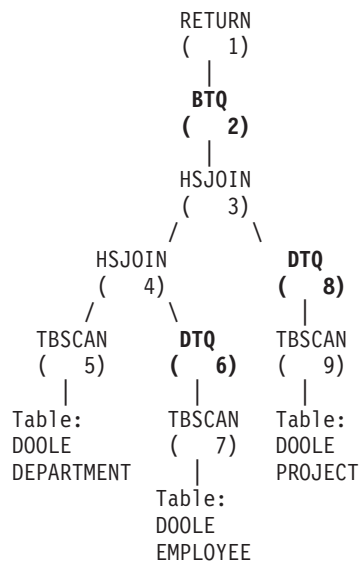 RETURN
( 1)
|
BTQ
( 2)
|
HSJOIN
( 3)
/ \
HSJOIN DTQ
( 4) ( 8)
/ \ |
TBSCAN DTQ TBSCAN
( 5) ( 6) ( 9)
| | |
Table: TBSCAN Table:
DOOLE ( 7) DOOLE
DEPARTMENT | PROJECT
Table:
DOOLE
EMPLOYEE